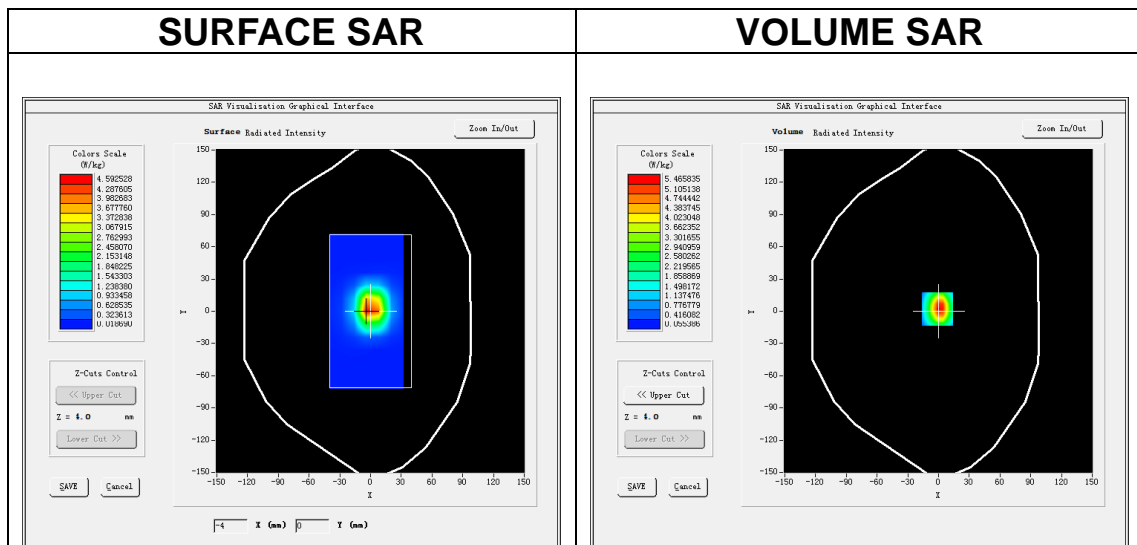 SURFACE SAR
VOLUME SAR
SAR Visualisation Graphical Interface
Surface Radiated Intensity
Zoom In/Out
Colors Scale
(W/kg)
4.592528
4.287605
3.982683
3.677760
3.372838
3.067915
2.762993
2.458070
2.153148
1.848225
1.543303
1.238380
0.933458
0.628535
0.323613
0.018690
Z-Cuts Control
<< Upper Cut
Z = 4.0 mm
Lower Cut >>
SAVE
Cancel
150
120
90
60
30
0
-30
-60
-90
-120
-150
Y
-150 -120 -90 -60 -30 0 30 60 90 120 150
X
-4 X (mm) 0 Y (mm)
SAR Visualisation Graphical Interface
Volume Radiated Intensity
Zoom In/Out
Colors Scale
(W/kg)
5.465835
5.105138
4.744442
4.383745
4.023048
3.662352
3.301655
2.940959
2.580262
2.219565
1.858869
1.498172
1.137476
0.776779
0.416082
0.055386
Z-Cuts Control
<< Upper Cut
Z = 4.0 mm
Lower Cut >>
SAVE
Cancel
150
120
90
60
30
0
-30
-60
-90
-120
-150
Y
-150 -120 -90 -60 -30 0 30 60 90 120 150
X